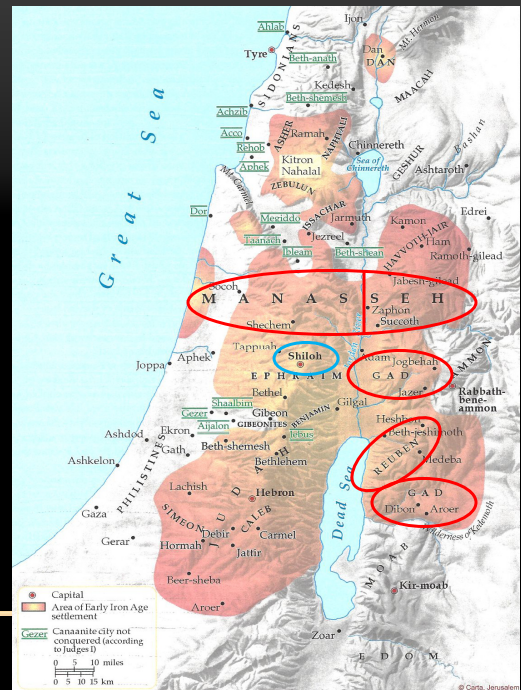 Ijon
Ahlab
Mt. Hermon
Tyre
Dan
DAN
SIDONIANS
Beth-anath
Kedesh
MAACAH
Beth-shemesh
Achzib
Great Sea
Acco
ASHER
Ramah
NAPHTALI
Bashan
Rehob
Chinnereth
Aphek
Kitron
Nahalal
Sea of
Chinnereth
GESHUR
Ashtaroth
Mt. Carmel
ZEBULUN
Dor
ISSACHAR
Edrei
Megiddo
Jarmuth
Kamon
Taanach
Jezreel
HAVVOTH-JAIR
Ham
Ibleam
Beth-shean
Ramoth-gilead
Jabesh-gilead
Socoh
MANASSEH
Zaphon
Succoth
Shechem
Tappuah
Adam
Jogbehah
AMMON
Aphek
Shiloh
Joppa
EPHRAIM
GAD
Bethel
Jazer
Rabbath-
bene-
ammon
Shaalbim
Gilgal
Gezer
Gibeon
BENJAMIN
Aijalon
GIBEONITES
Heshbon
Ashdod
Ekron
Jebus
Beth-jeshimoth
Gath
Beth-shemesh
REUBEN
Medeba
Ashkelon
Bethlehem
PHILISTINES
JUDAH
Dead Sea
Lachish
Hebron
GAD
Gaza
SIMEON
CALEB
Dibon
Aroer
Debir
Carmel
Wilderness of Kedemoth
Gerar
Hormah
Jattir
MOAB
Beer-sheba
Kir-moab
Aroer
Zoar
EDOM
Capital
Area of Early Iron Age
settlement
Gezer
Canaanite city not
conquered (according
to Judges I)
0 5 10 miles
0 5 10 15 km
© Carta, Jerusalem